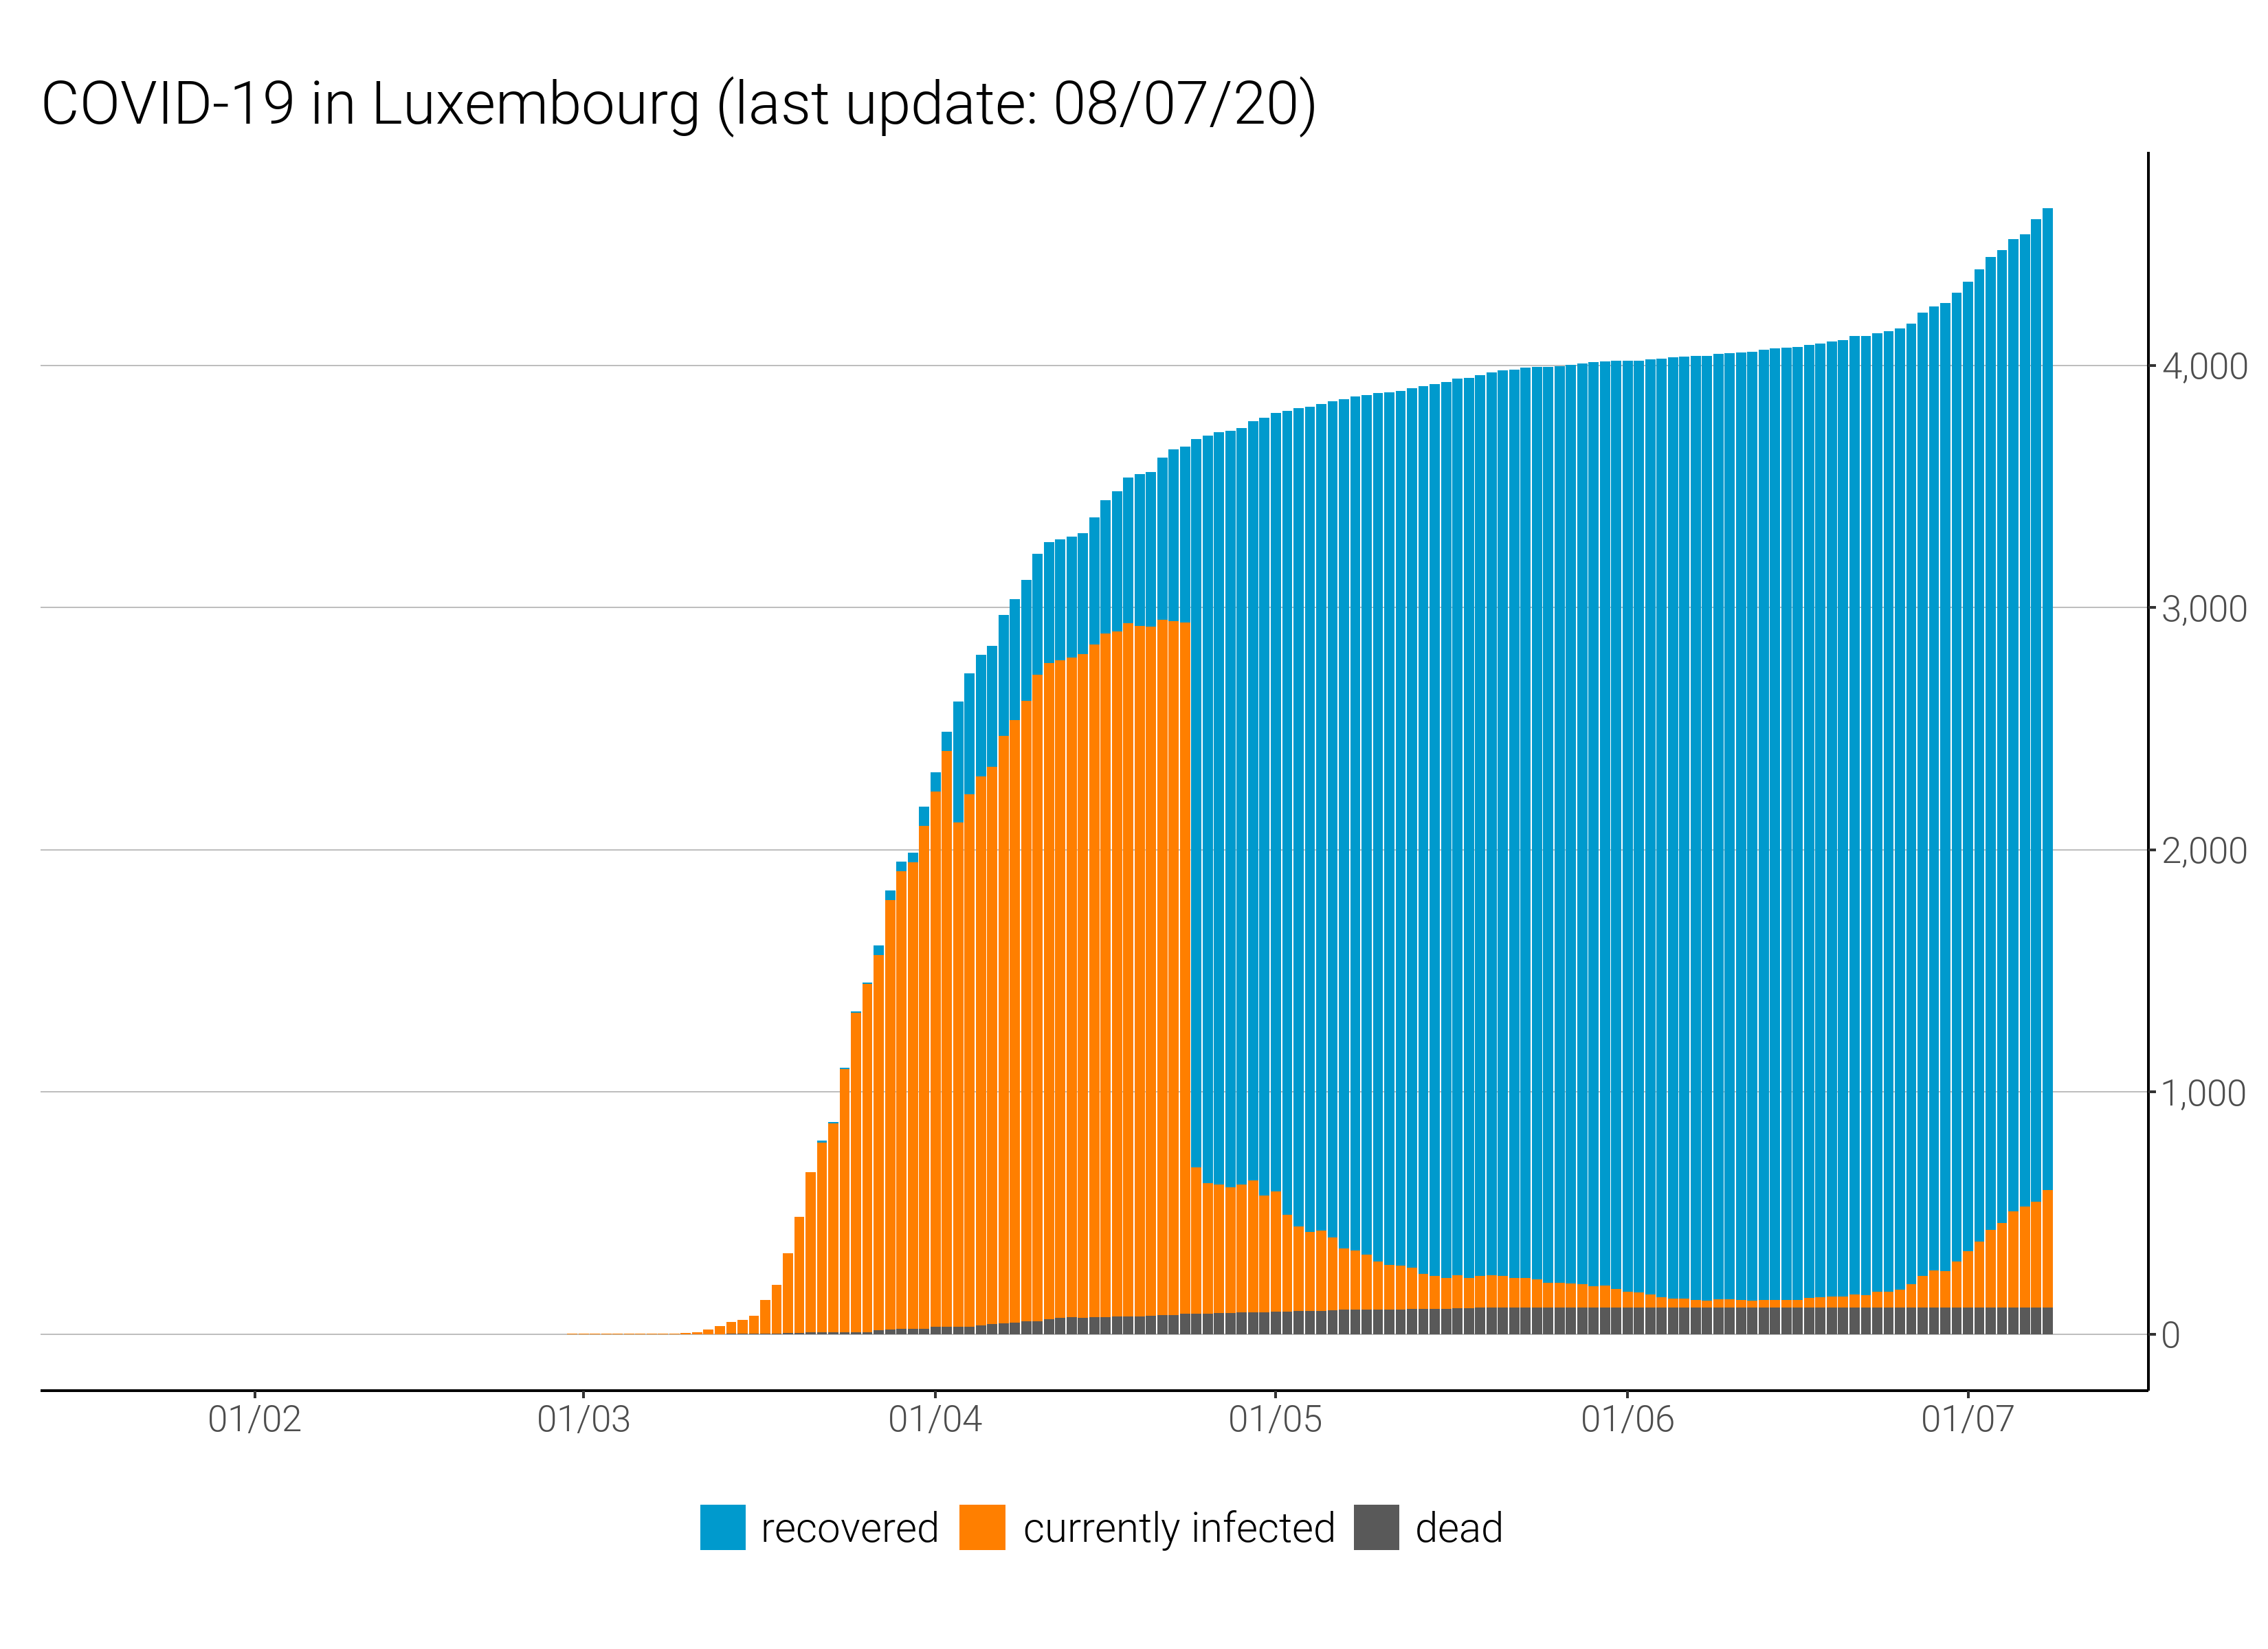 COVID-19 in Luxembourg (last update: 08/07/20)
4,000
3,000
2,000
1,000
0
01/02 01/03 01/04 01/05 01/06 01/07
recovered currently infected dead